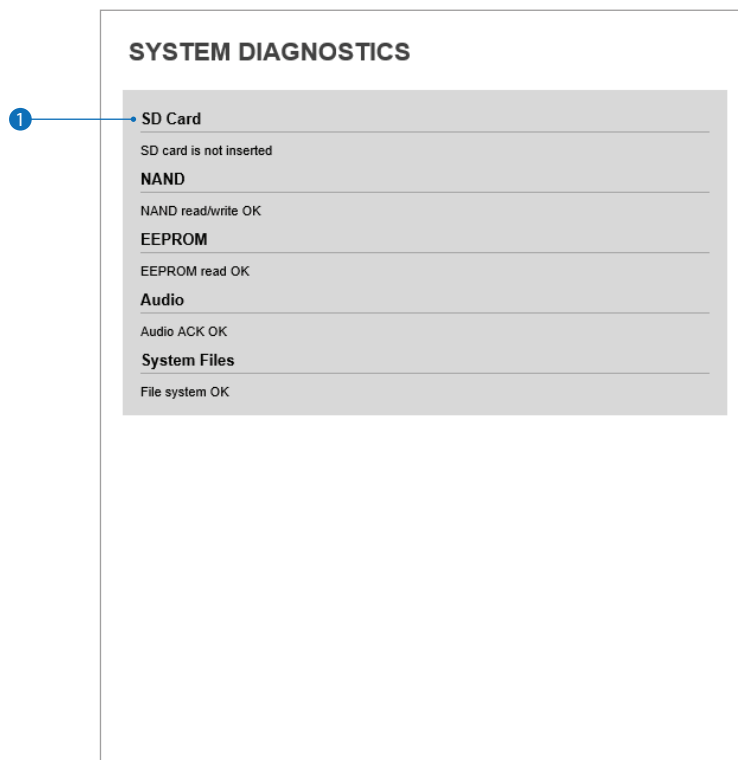 SYSTEM DIAGNOSTICS
1
SD Card
SD card is not inserted
NAND
NAND read/write OK
EEPROM
EEPROM read OK
Audio
Audio ACK OK
System Files
File system OK